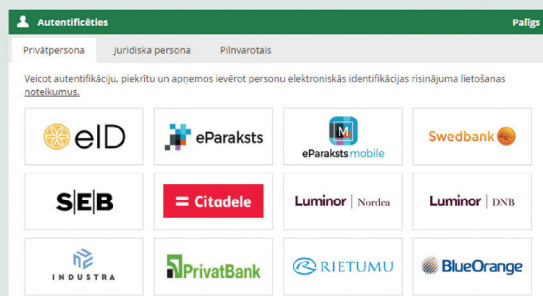 Autentificēties Palīgs
Privātpersona Juridiska persona Pilnvarotais
Veicot autentifikāciju, piekrītu un apņemos ievērot personu elektroniskās identifikācijas risinājuma lietošanas
noteikumus.
eID eParaksts M eParaksts mobile Swedbank
S|E|B Citadele Luminor | Nordea Luminor | DNB
INDUSTRA PrivatBank RIETUMU BlueOrange